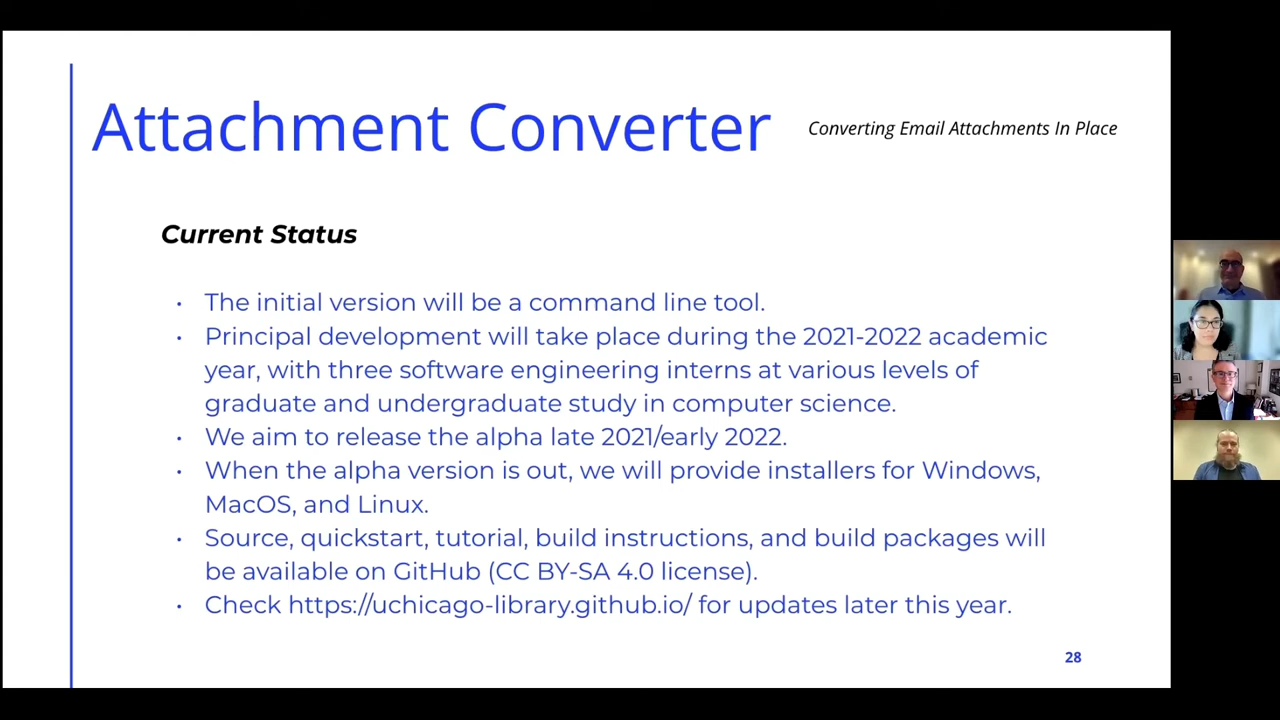 Attachment Converter
Converting Email Attachments In Place
Current Status
• The initial version will be a command line tool.
• Principal development will take place during the 2021-2022 academic
year, with three software engineering interns at various levels of
graduate and undergraduate study in computer science.
• We aim to release the alpha late 2021/early 2022.
• When the alpha version is out, we will provide installers for Windows,
MacOS, and Linux.
• Source, quickstart, tutorial, build instructions, and build packages will
be available on GitHub (CC BY-SA 4.0 license).
• Check https://uchicago-library.github.io/ for updates later this year.
28